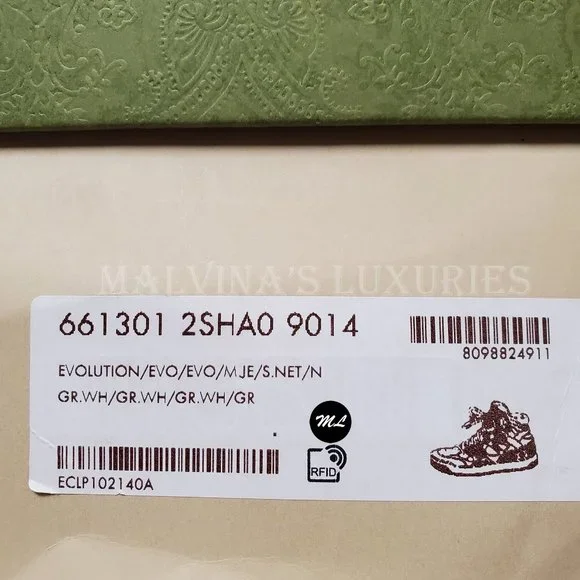 MALVINA'S LUXURIES
661301 2SHA0 9014
8098824911
EVOLUTION/EVO/EVO/M.JE/S.NET/N
GR.WH/GR.WH/GR.WH/GR
ML
RFID
ECLP102140A